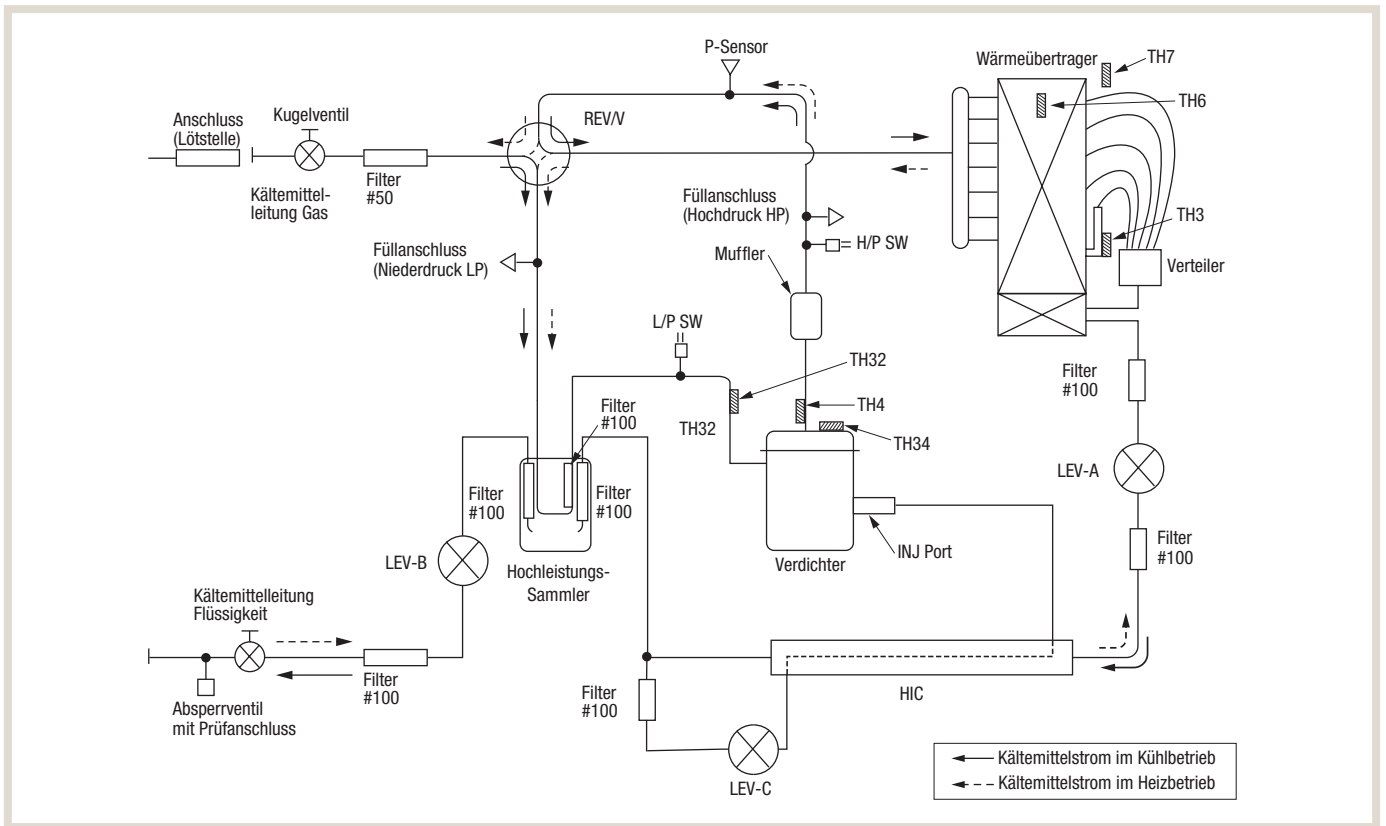 P-Sensor
Wärmeübertrager
TH7
TH6
Anschluss
(Lötstelle)
Kugelventil
REV/V
Filter
#50
Kältemittel-
leitung Gas
Füllanschluss
(Hochdruck HP)
TH3
H/P SW
Füllanschluss
(Niederdruck LP)
Muffler
Verteiler
L/P SW
TH32
Filter
#100
Filter
#100
TH4
TH32
TH34
LEV-A
Filter
#100
Filter
#100
INJ Port
Filter
#100
LEV-B
Hochleistungs-
Sammler
Verdichter
Kältemittelleitung
Flüssigkeit
Filter
#100
Filter
#100
HIC
Absperrventil
mit Prüfanschluss
LEV-C
Kältemittelstrom im Kühlbetrieb
Kältemittelstrom im Heizbetrieb